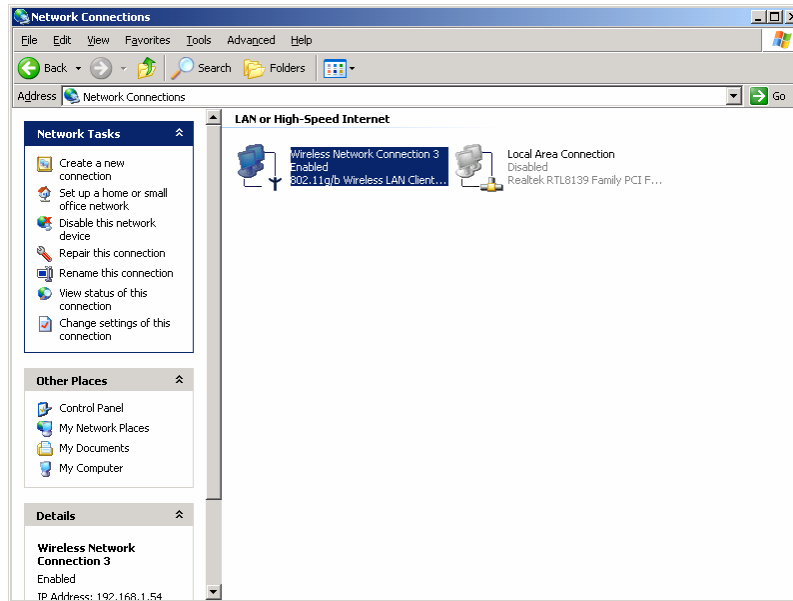 Network Connections
File Edit View Favorites Tools Advanced Help
Back Search Folders
Address Network Connections Go
Network Tasks
Create a new
connection
Set up a home or small
office network
Disable this network
device
Repair this connection
Rename this connection
View status of this
connection
Change settings of this
connection
Other Places
Control Panel
My Network Places
My Documents
My Computer
Details
Wireless Network
Connection 3
Enabled
IP Address: 192.168.1.54
LAN or High-Speed Internet
Wireless Network Connection 3
Enabled
802.11g/b Wireless LAN Client...
Local Area Connection
Disabled
Realtek RTL8139 Family PCI F...